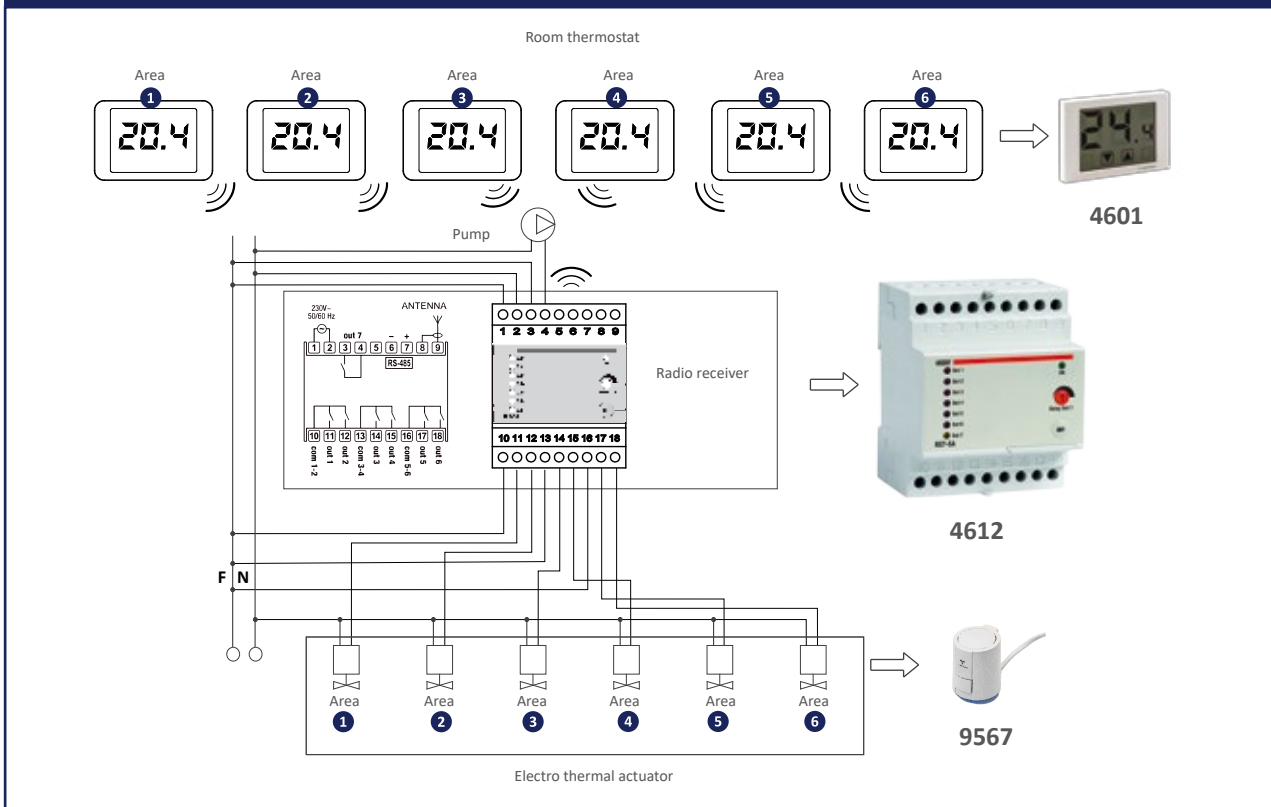 Room thermostat
Area Area Area Area Area Area
1 2 3 4 5 6
20.4 20.4 20.4 20.4 20.4 20.4
24.4
4601
Pump
230V~
50/60 Hz
ANTENNA
out 7
- +
1 2 3 4 5 6 7 8 9
RS-485
10 11 12 13 14 15 16 17 18
com 1-2
out 1
out 2
com 3-4
out 3
out 4
com 5-6
out 5
out 6
1 2 3 4 5 6 7 8 9
10 11 12 13 14 15 16 17 18
Radio receiver
4612
F N
Area Area Area Area Area Area
1 2 3 4 5 6
9567
Electro thermal actuator